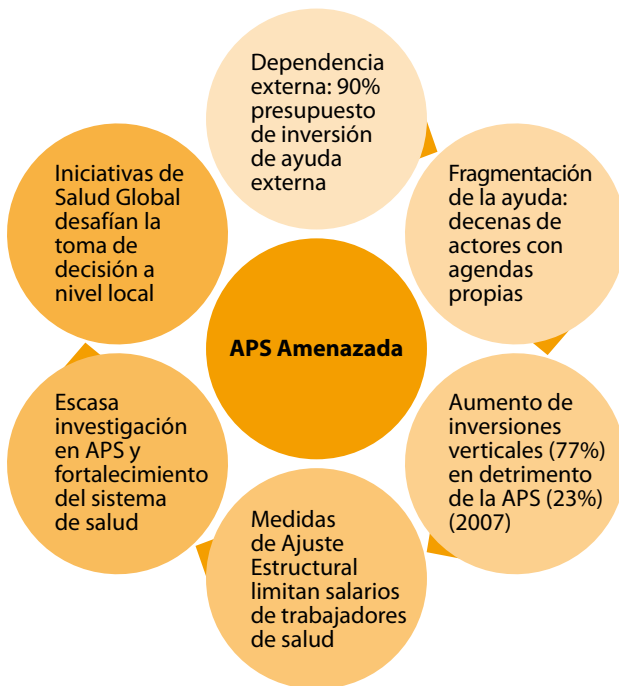 Dependencia
externa: 90%
presupuesto
de inversión
de ayuda
externa
Fragmentación
de la ayuda:
decenas de
actores con
agendas
propias
Aumento de
inversiones
verticales (77%)
en detrimento
de la APS (23%)
(2007)
Medidas
de Ajuste
Estructural
limitan salarios
de trabajadores
de salud
Escasa
investigación
en APS y
fortalecimiento
del sistema
de salud
Iniciativas de
Salud Global
desafían la
toma de
decisión a
nivel local
APS Amenazada